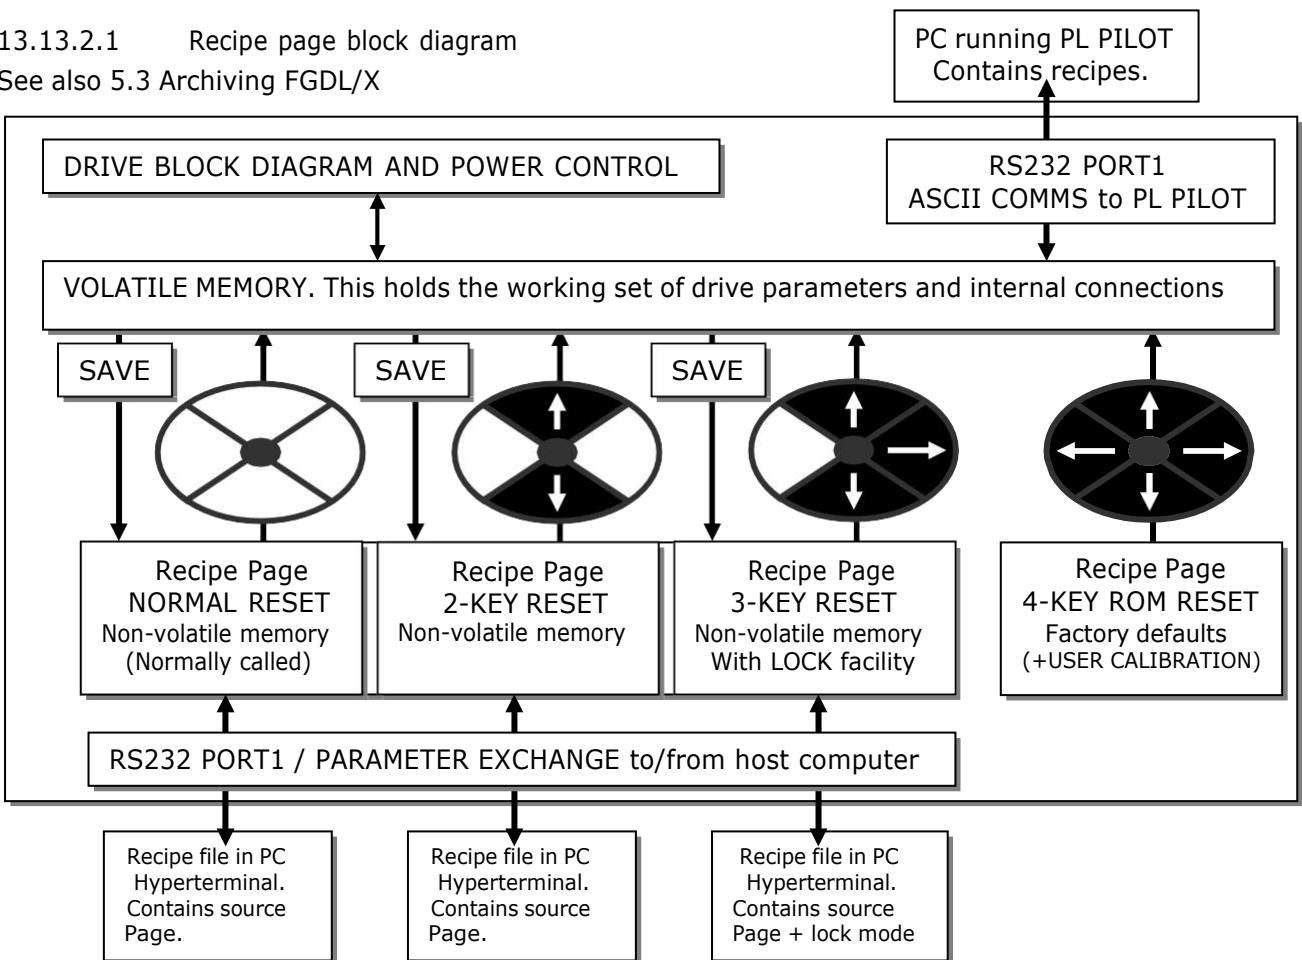 13.13.2.1 Recipe page block diagram
See also 5.3 Archiving FGDL/X
PC running PL PILOT
Contains recipes.
DRIVE BLOCK DIAGRAM AND POWER CONTROL
RS232 PORT1
ASCII COMMS to PL PILOT
VOLATILE MEMORY. This holds the working set of drive parameters and internal connections
SAVE
SAVE
SAVE
Recipe Page
NORMAL RESET
Non-volatile memory
(Normally called)
Recipe Page
2-KEY RESET
Non-volatile memory
Recipe Page
3-KEY RESET
Non-volatile memory
With LOCK facility
Recipe Page
4-KEY ROM RESET
Factory defaults
(+USER CALIBRATION)
RS232 PORT1 / PARAMETER EXCHANGE to/from host computer
Recipe file in PC
Hyperterminal.
Contains source
Page.
Recipe file in PC
Hyperterminal.
Contains source
Page.
Recipe file in PC
Hyperterminal.
Contains source
Page + lock mode